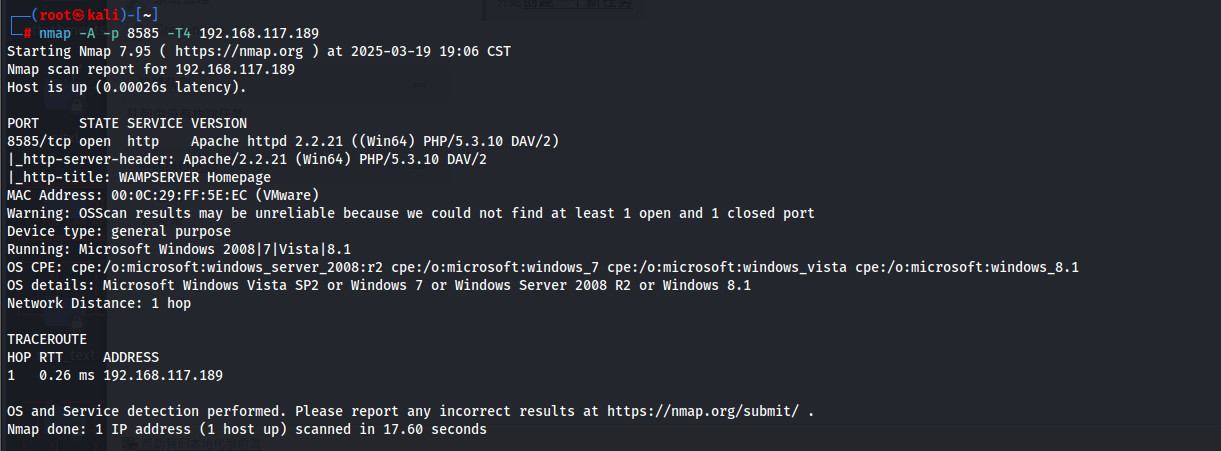 ┌──(root㉿kali)-[~]
└─# nmap -A -p 8585 -T4 192.168.117.189
Starting Nmap 7.95 ( https://nmap.org ) at 2025-03-19 19:06 CST
Nmap scan report for 192.168.117.189
Host is up (0.00026s latency).
PORT     STATE SERVICE VERSION
8585/tcp open  http    Apache httpd 2.2.21 ((Win64) PHP/5.3.10 DAV/2)
|_http-server-header: Apache/2.2.21 (Win64) PHP/5.3.10 DAV/2
|_http-title: WAMPSERVER Homepage
MAC Address: 00:0C:29:FF:5E:EC (VMware)
Warning: OSScan results may be unreliable because we could not find at least 1 open and 1 closed port
Device type: general purpose
Running: Microsoft Windows 2008|7|Vista|8.1
OS CPE: cpe:/o:microsoft:windows_server_2008:r2 cpe:/o:microsoft:windows_7 cpe:/o:microsoft:windows_vista cpe:/o:microsoft:windows_8.1
OS details: Microsoft Windows Vista SP2 or Windows 7 or Windows Server 2008 R2 or Windows 8.1
Network Distance: 1 hop
TRACEROUTE
HOP RTT     ADDRESS
1   0.26 ms 192.168.117.189
OS and Service detection performed. Please report any incorrect results at https://nmap.org/submit/ .
Nmap done: 1 IP address (1 host up) scanned in 17.60 seconds